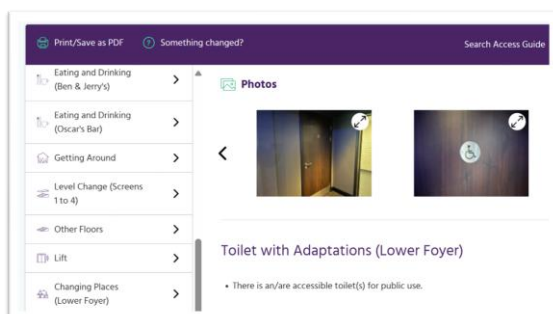 Print/Save as PDF
Something changed?
Search Access Guide
Eating and Drinking
(Ben & Jerry's)
Eating and Drinking
(Oscar's Bar)
Getting Around
Level Change (Screens
1 to 4)
Other Floors
Lift
Changing Places
(Lower Foyer)
Photos
Toilet with Adaptations (Lower Foyer)
• There is an/are accessible toilet(s) for public use.